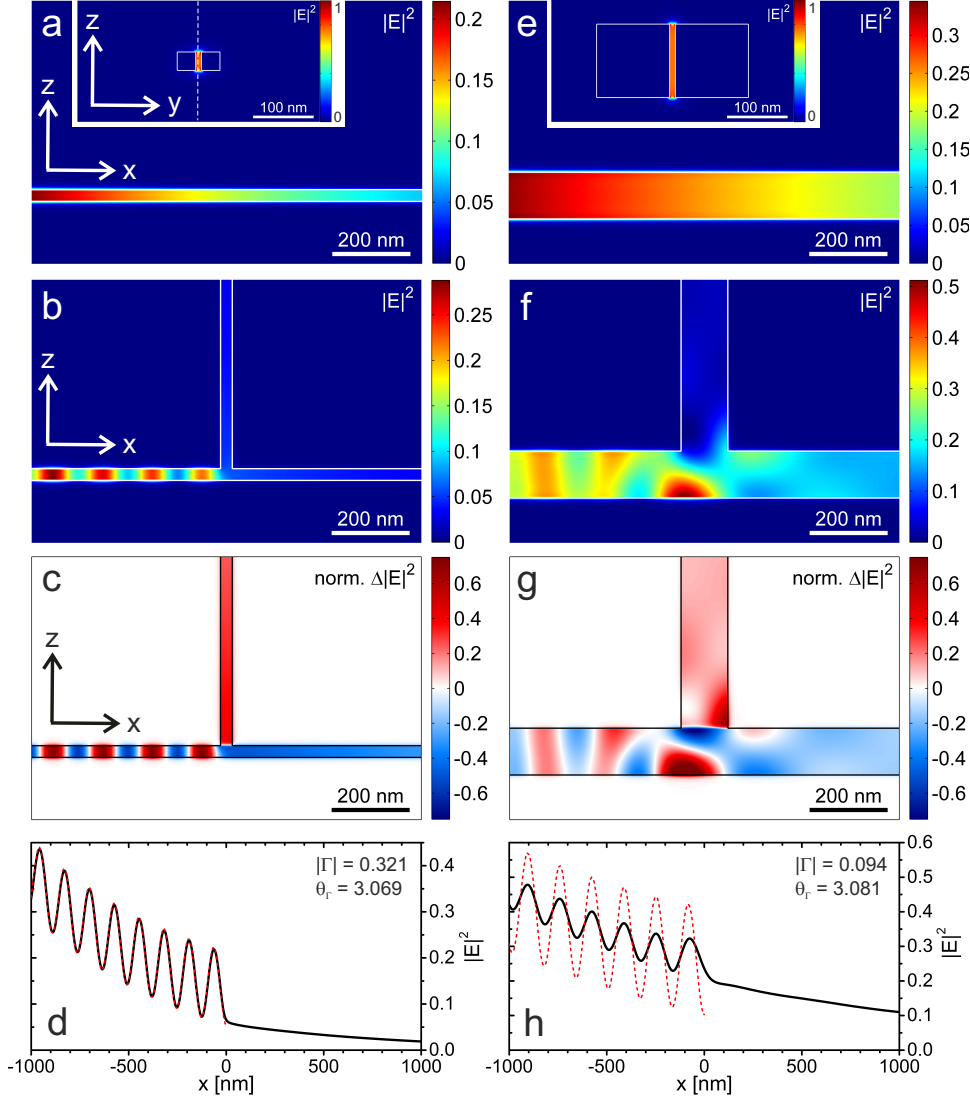 a
z
y
|E|²
1
0
100 nm
z
x
|E|²
200 nm
0.2
0.15
0.1
0.05
0
e
|E|²
1
0
100 nm
|E|²
200 nm
0.35
0.3
0.25
0.2
0.15
0.1
0.05
0
b
z
x
|E|²
200 nm
0.25
0.2
0.15
0.1
0.05
0
f
|E|²
200 nm
0.5
0.4
0.3
0.2
0.1
0
c
z
x
norm. Δ|E|²
200 nm
0.6
0.4
0.2
0
-0.2
-0.4
-0.6
g
norm. Δ|E|²
200 nm
0.6
0.4
0.2
0
-0.2
-0.4
-0.6
|Γ| = 0.321
θ_Γ = 3.069
d
0.4
0.3
0.2
0.1
0.0
|E|²
-1000 -500 0 500 1000
x [nm]
|Γ| = 0.094
θ_Γ = 3.081
h
0.6
0.5
0.4
0.3
0.2
0.1
0.0
|E|²
-1000 -500 0 500 1000
x [nm]